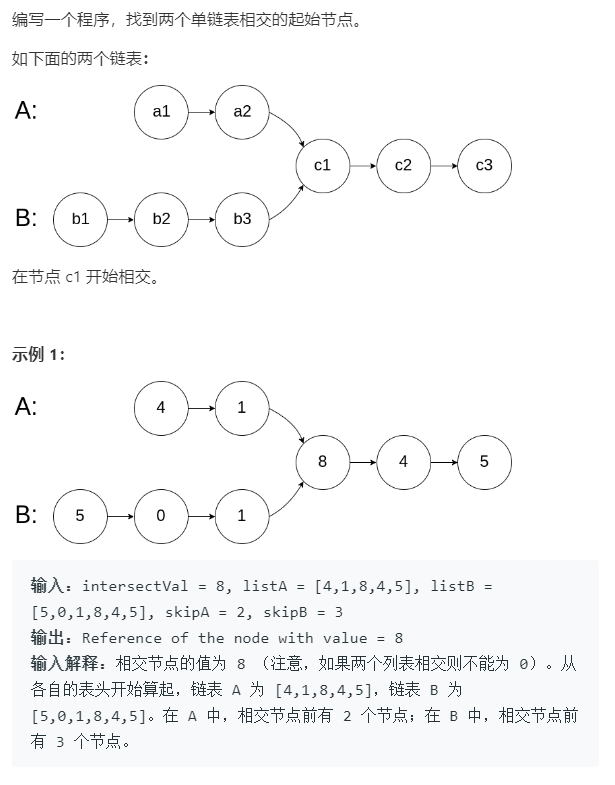 编写一个程序，找到两个单链表相交的起始节点。
如下面的两个链表：
A: a1 a2
c1 c2 c3
B: b1 b2 b3
在节点 c1 开始相交。
示例 1：
A: 4 1
8 4 5
B: 5 0 1
输入：intersectVal = 8, listA = [4,1,8,4,5], listB =
[5,0,1,8,4,5], skipA = 2, skipB = 3
输出：Reference of the node with value = 8
输入解释：相交节点的值为 8 （注意，如果两个列表相交则不能为 0）。从
各自的表头开始算起，链表 A 为 [4,1,8,4,5]，链表 B 为
[5,0,1,8,4,5]。在 A 中，相交节点前有 2 个节点；在 B 中，相交节点前
有 3 个节点。